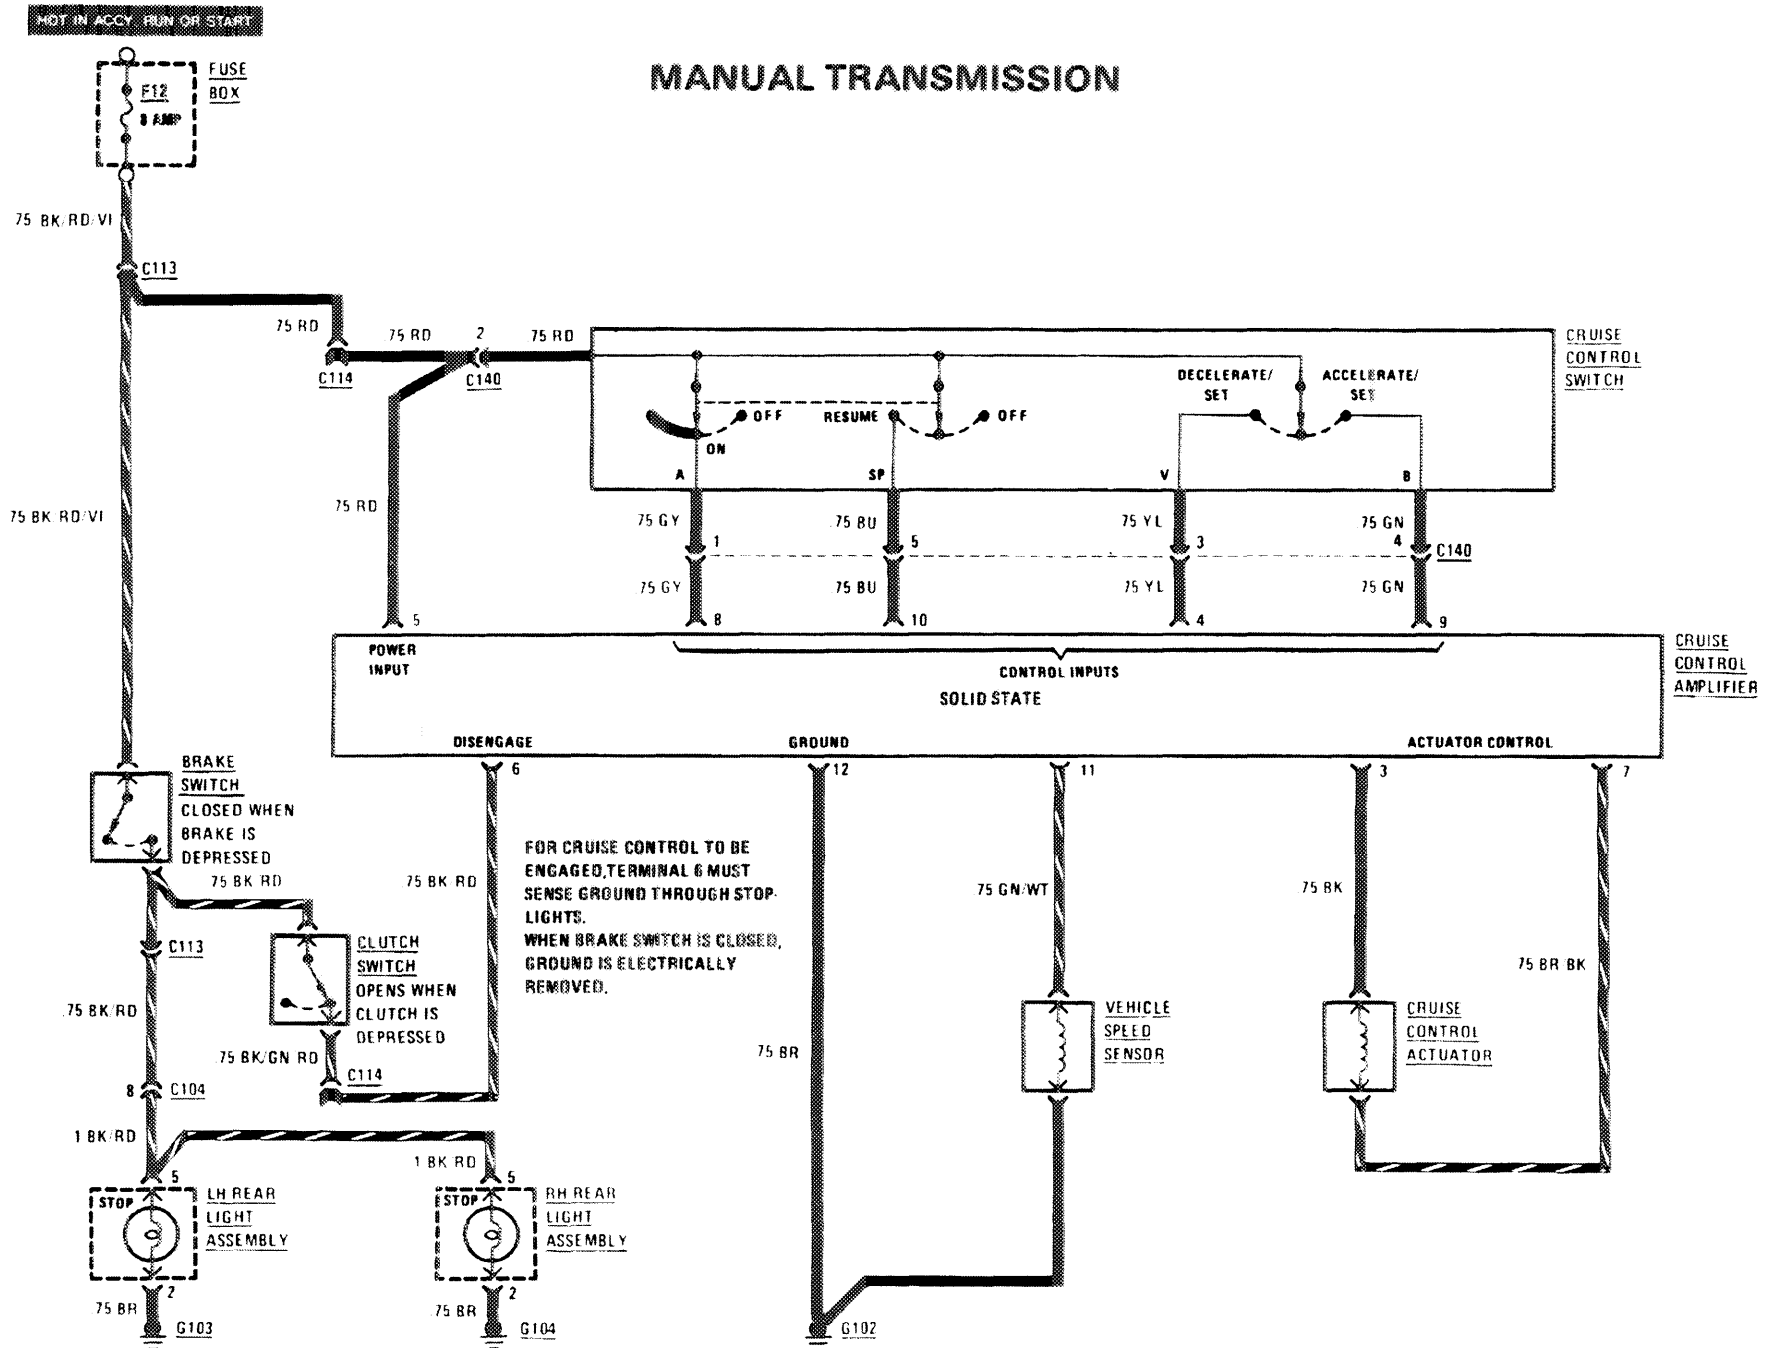 HOT IN ACCY RUN OR START
MANUAL TRANSMISSION
FUSE
BOX
F12
8 AMP
75 BK/RD/VI
C113
75 RD
C114
75 RD
2
C140
75 RD
CRUISE
CONTROL
SWITCH
DECELERATE/
SET
ACCELERATE/
SET
OFF
ON
RESUME
OFF
A
SP
V
B
75 RD
75 BK RD/VI
75 GY
.75 BU
75 YL
75 GN
1
5
3
4
C140
75 GY
.75 BU
75 YL
75 GN
5
8
10
4
9
POWER
INPUT
CONTROL INPUTS
SOLID STATE
CRUISE
CONTROL
AMPLIFIER
DISENGAGE
GROUND
ACTUATOR CONTROL
6
12
11
3
7
BRAKE
SWITCH
CLOSED WHEN
BRAKE IS
DEPRESSED
75 BK RD
.75 BK RD
FOR CRUISE CONTROL TO BE
ENGAGED,TERMINAL 6 MUST
SENSE GROUND THROUGH STOP-
LIGHTS.
WHEN BRAKE SWITCH IS CLOSED,
GROUND IS ELECTRICALLY
REMOVED.
.75 GN/WT
.75 BK
75 BR BK
C113
CLUTCH
SWITCH
OPENS WHEN
CLUTCH IS
DEPRESSED
.75 BK/RD
.75 BK/GN RD
C114
8
C104
75 BR
VEHICLE
SPEED
SENSOR
CRUISE
CONTROL
ACTUATOR
1 BK/RD
1 BK RD
5
5
STOP
LH REAR
LIGHT
ASSEMBLY
STOP
RH REAR
LIGHT
ASSEMBLY
2
2
.75 BR
.75 BR
G103
G104
G102